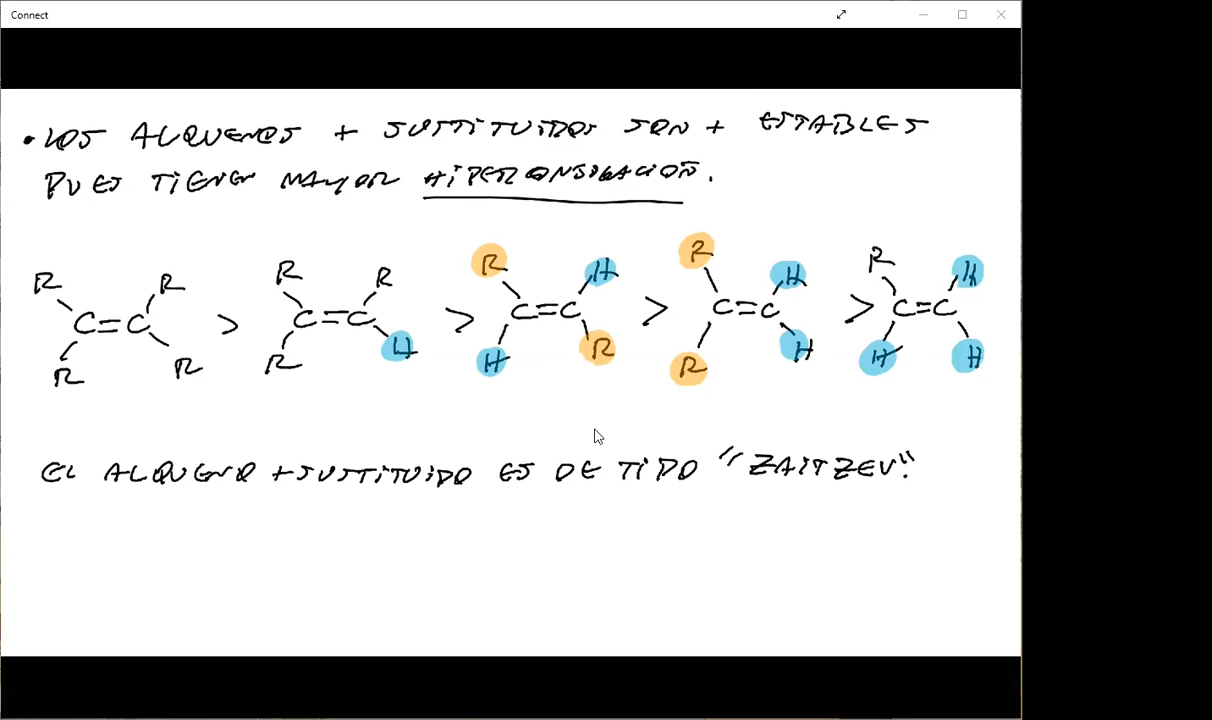 Connect
• LOS ALQUENOS + SUSTITUIDOS SON + ESTABLES
PUES TIENEN MAYOR HIPERCONJUGACIÓN.
R R R R R H R H R H
C=C > C=C > C=C > C=C > C=C
R R R H H R R H H H
EL ALQUENO + SUSTITUIDO ES DE TIPO "ZAITZEV".